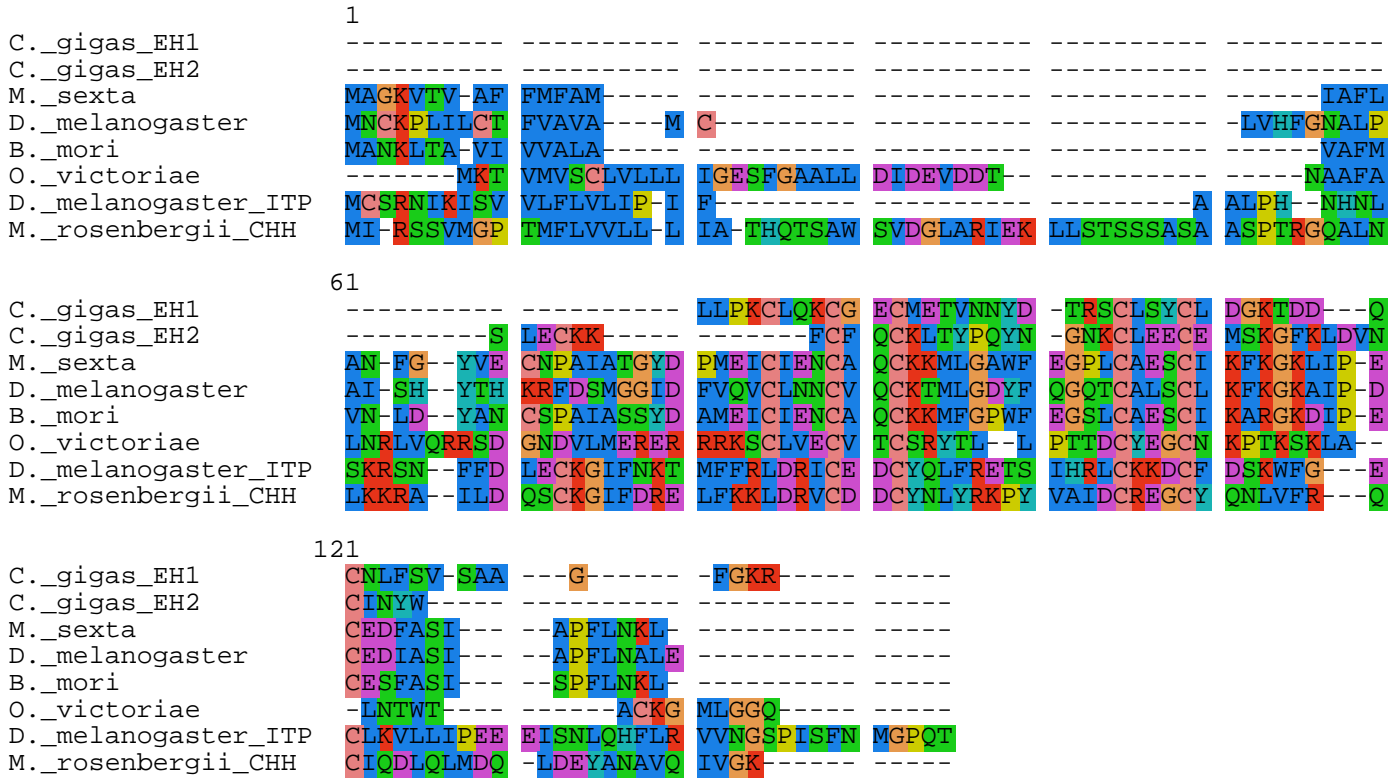 1
C._gigas_EH1 ---------- ---------- ---------- ---------- ---------- ----------
C._gigas_EH2 ---------- ---------- ---------- ---------- ---------- ----------
M._sexta MAGKVTV-AF FMFAM----- ---------- ---------- ---------- ------IAFL
D._melanogaster MNCKPLILCT FVAVA----M C--------- ---------- ---------- -LVHFGNALP
B._mori MANKLTA-VI VVALA----- ---------- ---------- ---------- ------VAFM
O._victoriae -------MKT VMVSCLVLLL IGESFGAALL DIDEVDDT-- ---------- -----NAAFA
D._melanogaster_ITP MCSRNIKISV VLFLVLIP-I F--------- ---------- ---------A ALPH--NHNL
M._rosenbergii_CHH MI-RSSVMGP TMFLVVLL-L IA-THQTSAW SVDGLARIEK LLSTSSSASA ASPTRGQALN
61
C._gigas_EH1 ---------- ---------- LLPKCLQKCG ECMETVNNYD -TRSCLSYCL DGKTDD---Q
C._gigas_EH2 ---------S LECKK----- -------FCF QCKLTYPQYN -GNKCLEECE MSKGFKLDVN
M._sexta AN-FG--YVE CNPAIATGYD PMEICIENCA QCKKMLGAWF EGPLCAESCI KFKGKLIP-E
D._melanogaster AI-SH--YTH KRFDSMGGID FVQVCLNNCV QCKTMLGDYF QGQTCALSCL KFKGKAIP-D
B._mori VN-LD--YAN CSPAIASSYD AMEICIENCA QCKKMFGPWF EGSLCAESCI KARGKDIP-E
O._victoriae LNRLVQRRSD GNDVLMERER RRKSCLVECV TCSRYTL--L PTTDCYEGCN KPTKSKLA--
D._melanogaster_ITP SKRSN--FFD LECKGIFNKT MFFRLDRICE DCYQLFRETS IHRLCKKDCF DSKWFG---E
M._rosenbergii_CHH LKKRA--ILD QSCKGIFDRE LFKKLDRVCD DCYNLYRKPY VAIDCREGCY QNLVFR---Q
121
C._gigas_EH1 CNLFSV-SAA ---G------ -FGKR----- -----
C._gigas_EH2 CINYW----- ---------- ---------- -----
M._sexta CEDFASI--- --APFLNKL- ---------- -----
D._melanogaster CEDIASI--- --APFLNALE ---------- -----
B._mori CESFASI--- --SPFLNKL- ---------- -----
O._victoriae -LNTWT---- ------ACKG MLGGQ----- -----
D._melanogaster_ITP CLKVLLIPEE EISNLQHFLR VVNGSPISFN MGPQT
M._rosenbergii_CHH CIQDLQLMDQ -LDEYANAVQ IVGK------ -----